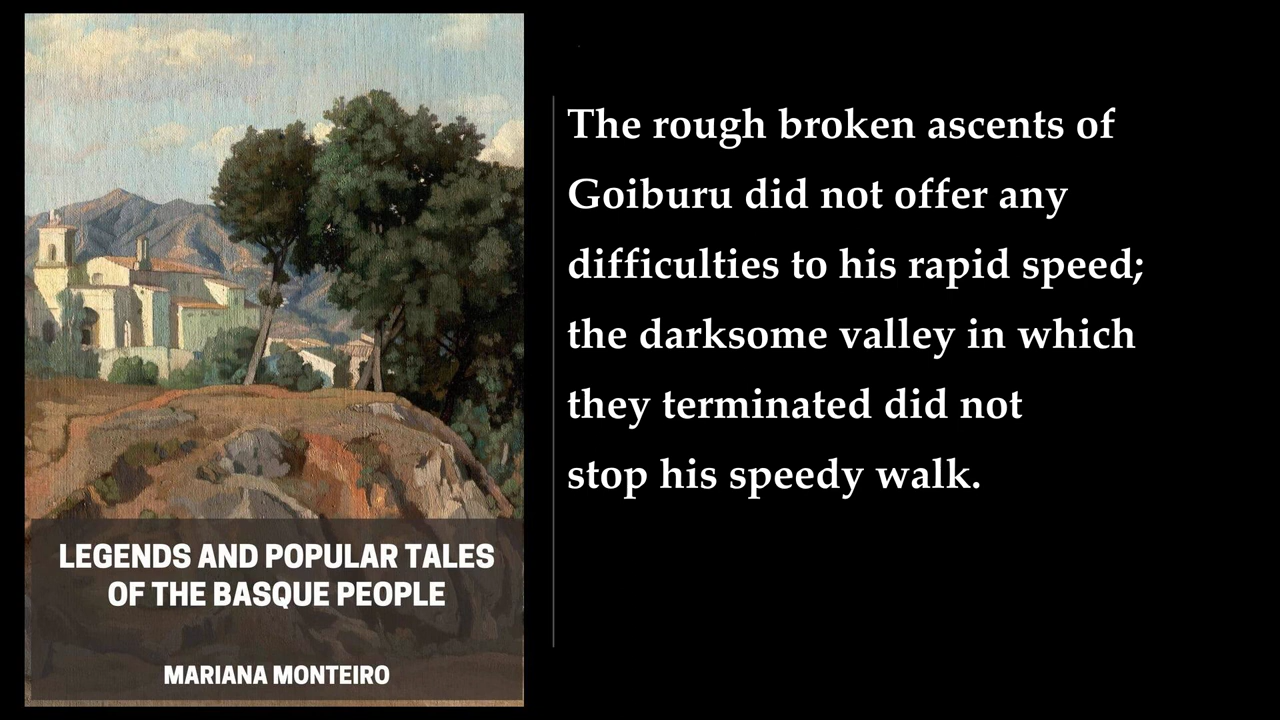 The rough broken ascents of
Goiburu did not offer any
difficulties to his rapid speed;
the darksome valley in which
they terminated did not
stop his speedy walk.
LEGENDS AND POPULAR TALES
OF THE BASQUE PEOPLE
MARIANA MONTEIRO